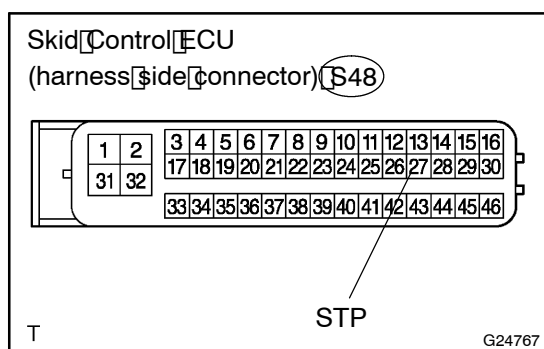 Skid Control ECU
(harness side connector) S48
1 2 3 4 5 6 7 8 9 10 11 12 13 14 15 16
17 18 19 20 21 22 23 24 25 26 27 28 29 30
31 32
33 34 35 36 37 38 39 40 41 42 43 44 45 46
STP
T
G24767